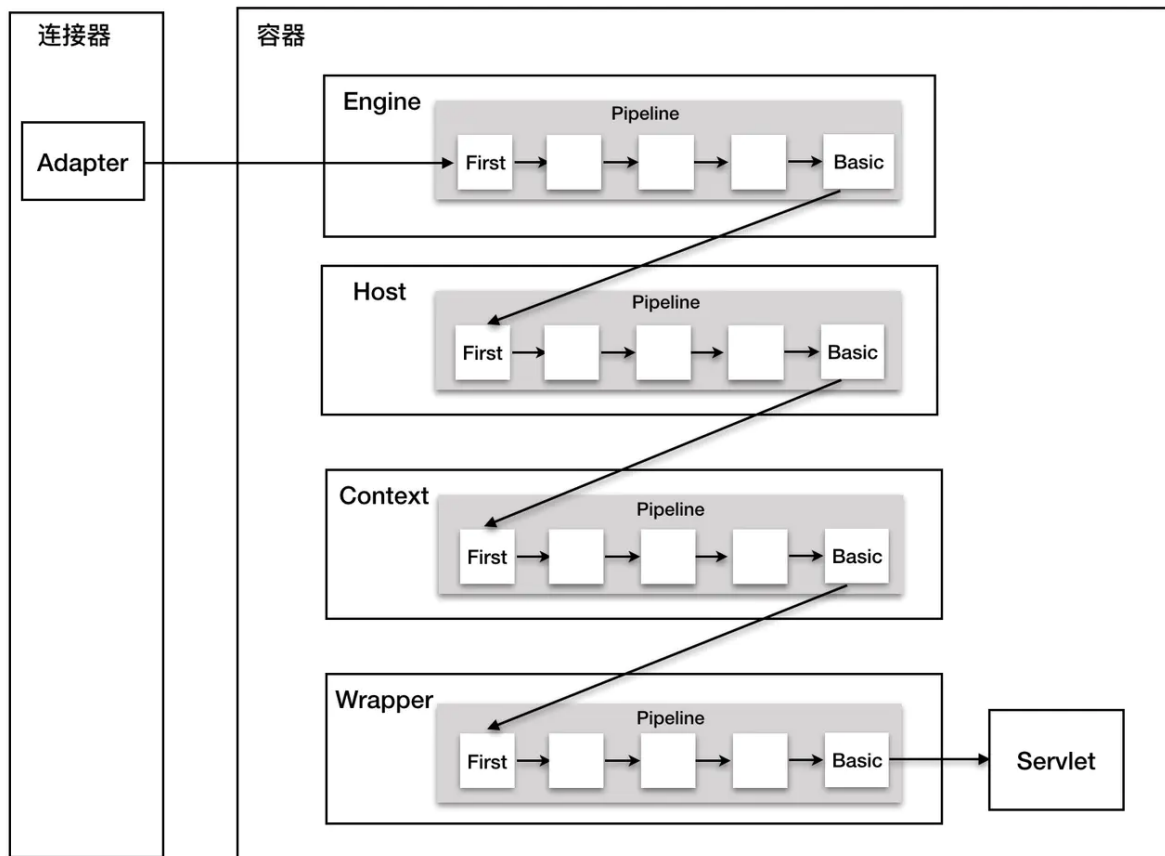 连接器
容器
Engine
Pipeline
Adapter
First
Basic
Host
Pipeline
First
Basic
Context
Pipeline
First
Basic
Wrapper
Pipeline
First
Basic
Servlet